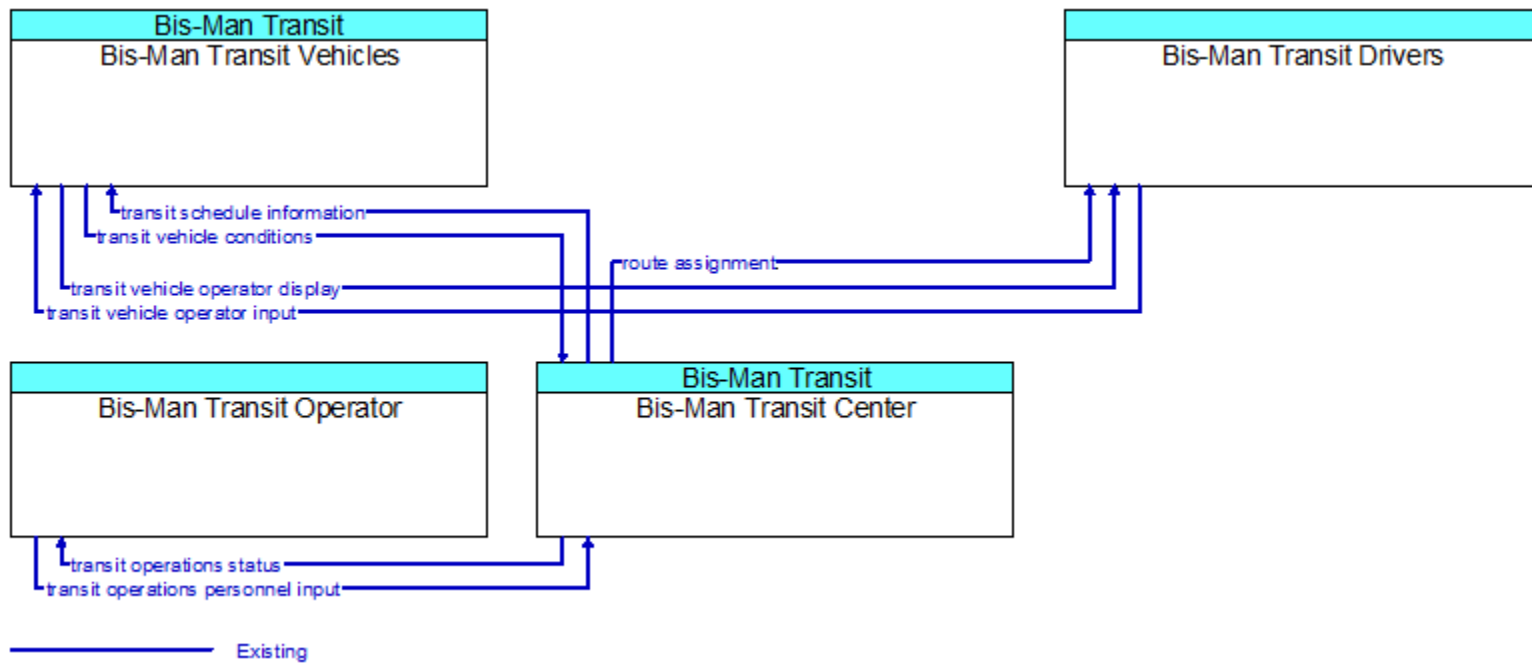 Bis-Man Transit
Bis-Man Transit Vehicles
Bis-Man Transit Drivers
transit schedule information
transit vehicle conditions
route assignment
transit vehicle operator display
transit vehicle operator input
Bis-Man Transit
Bis-Man Transit Operator
Bis-Man Transit Center
transit operations status
transit operations personnel input
Existing